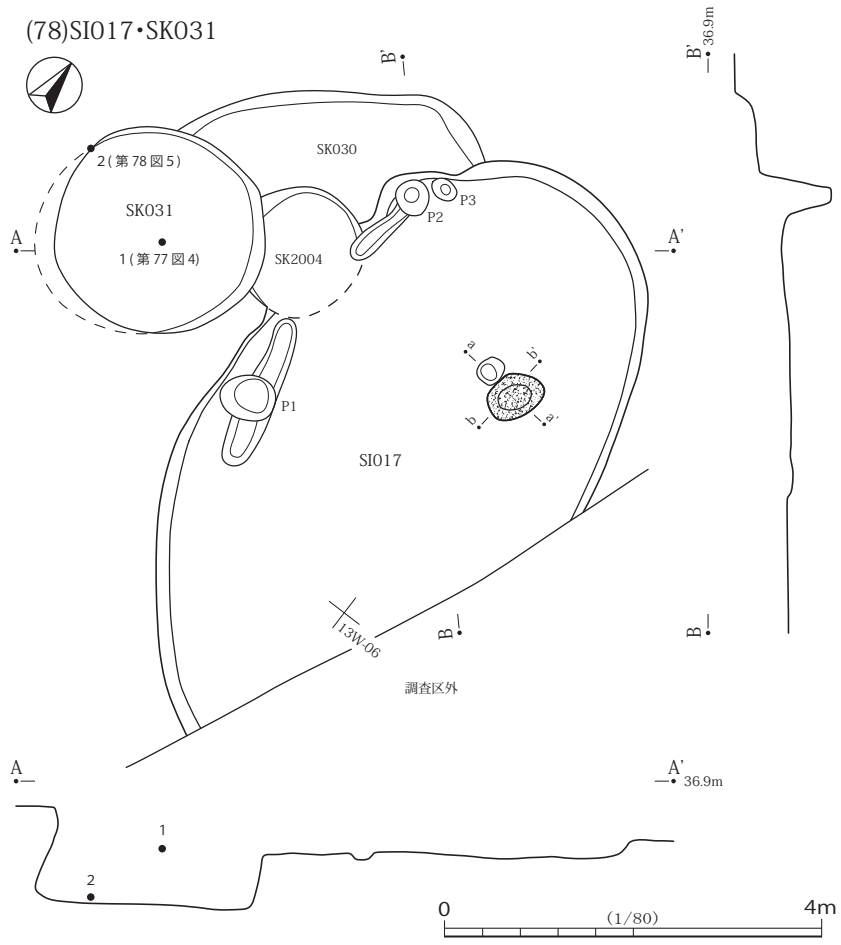 (78)SI017・SK031
B'
B'
36.9m
SK030
2(第78図5)
SK031
P3
P2
A
A'
1(第77図4)
SK2004
a
b'
P1
b
a'
SI017
13W-06
B
B
調査区外
A
A'
36.9m
1
2
0
(1/80)
4m